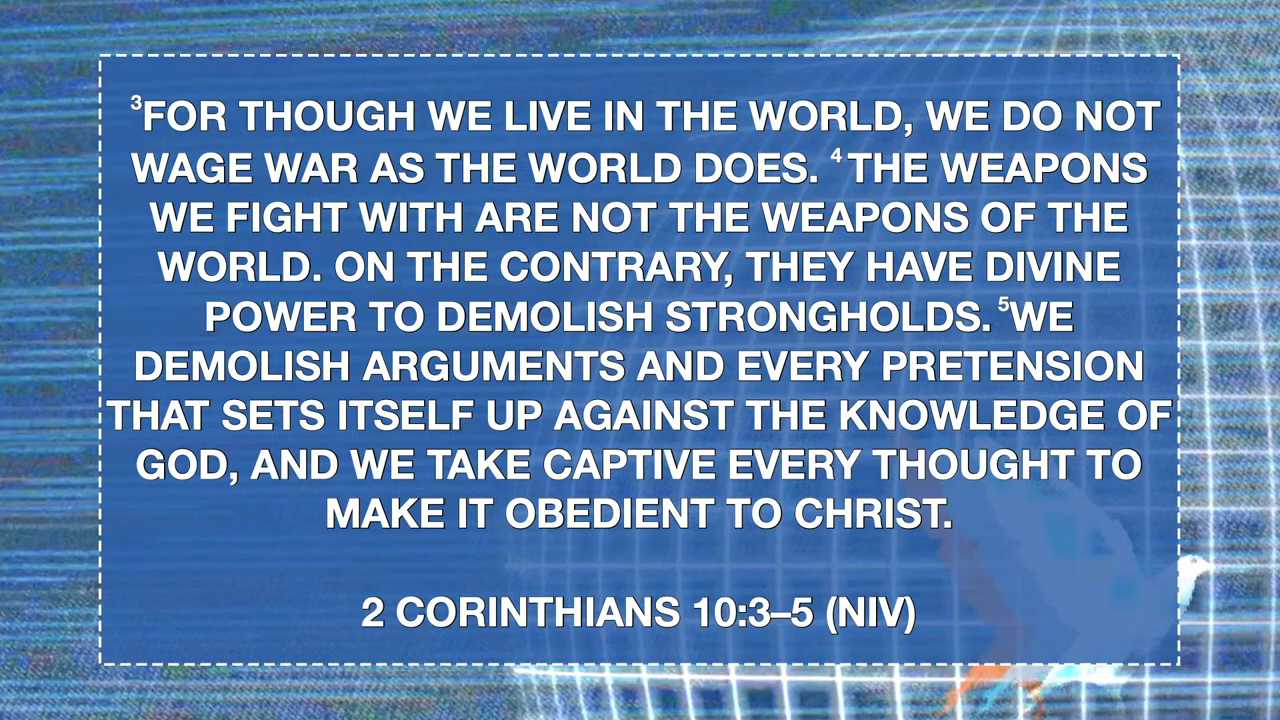 ³FOR THOUGH WE LIVE IN THE WORLD, WE DO NOT
WAGE WAR AS THE WORLD DOES. ⁴ THE WEAPONS
WE FIGHT WITH ARE NOT THE WEAPONS OF THE
WORLD. ON THE CONTRARY, THEY HAVE DIVINE
POWER TO DEMOLISH STRONGHOLDS. ⁵WE
DEMOLISH ARGUMENTS AND EVERY PRETENSION
THAT SETS ITSELF UP AGAINST THE KNOWLEDGE OF
GOD, AND WE TAKE CAPTIVE EVERY THOUGHT TO
MAKE IT OBEDIENT TO CHRIST.
2 CORINTHIANS 10:3–5 (NIV)